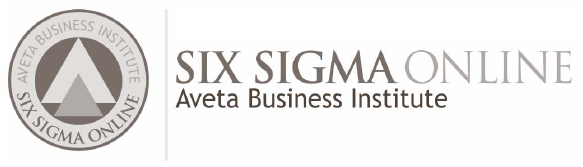 AVETA BUSINESS INSTITUTE
SIX SIGMA ONLINE
SIX SIGMA ONLINE
Aveta Business Institute